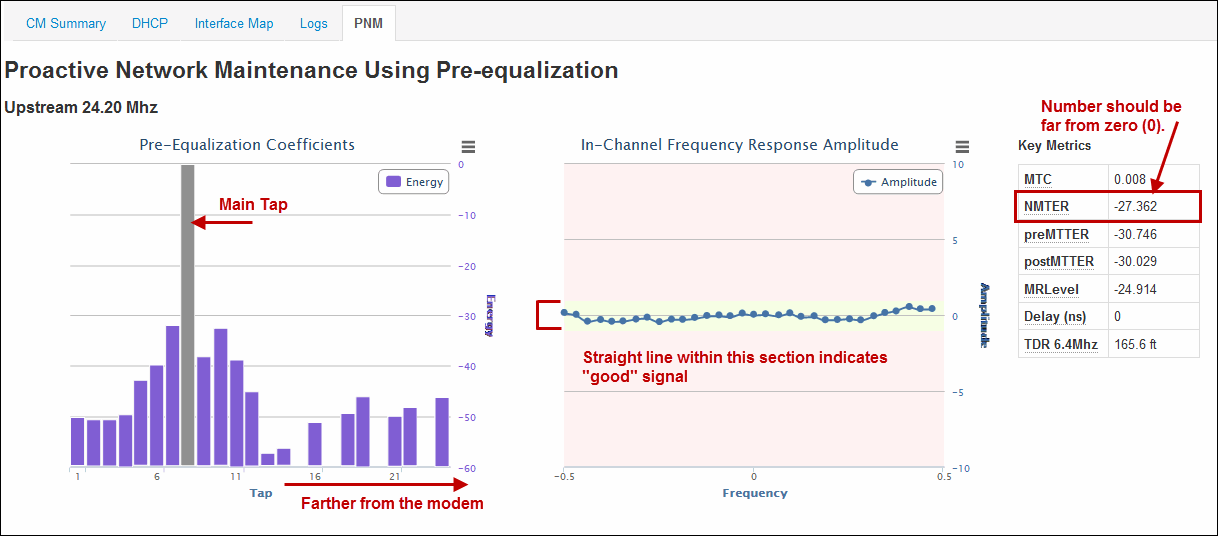 CM Summary DHCP Interface Map Logs PNM
Proactive Network Maintenance Using Pre-equalization
Upstream 24.20 Mhz
Number should be
far from zero (0).
Key Metrics
Pre-Equalization Coefficients
Energy
Main Tap
0
−10
−20
−30
−40
−50
−60
1 6 11 16 21
Tap
Farther from the modem
In-Channel Frequency Response Amplitude
Amplitude
10
5
0
−5
−10
Straight line within this section indicates
"good" signal
−0.5 0 0.5
Frequency
MTC 0.008
NMTER -27.362
preMTTER -30.746
postMTTER -30.029
MRLevel -24.914
Delay (ns) 0
TDR 6.4Mhz 165.6 ft